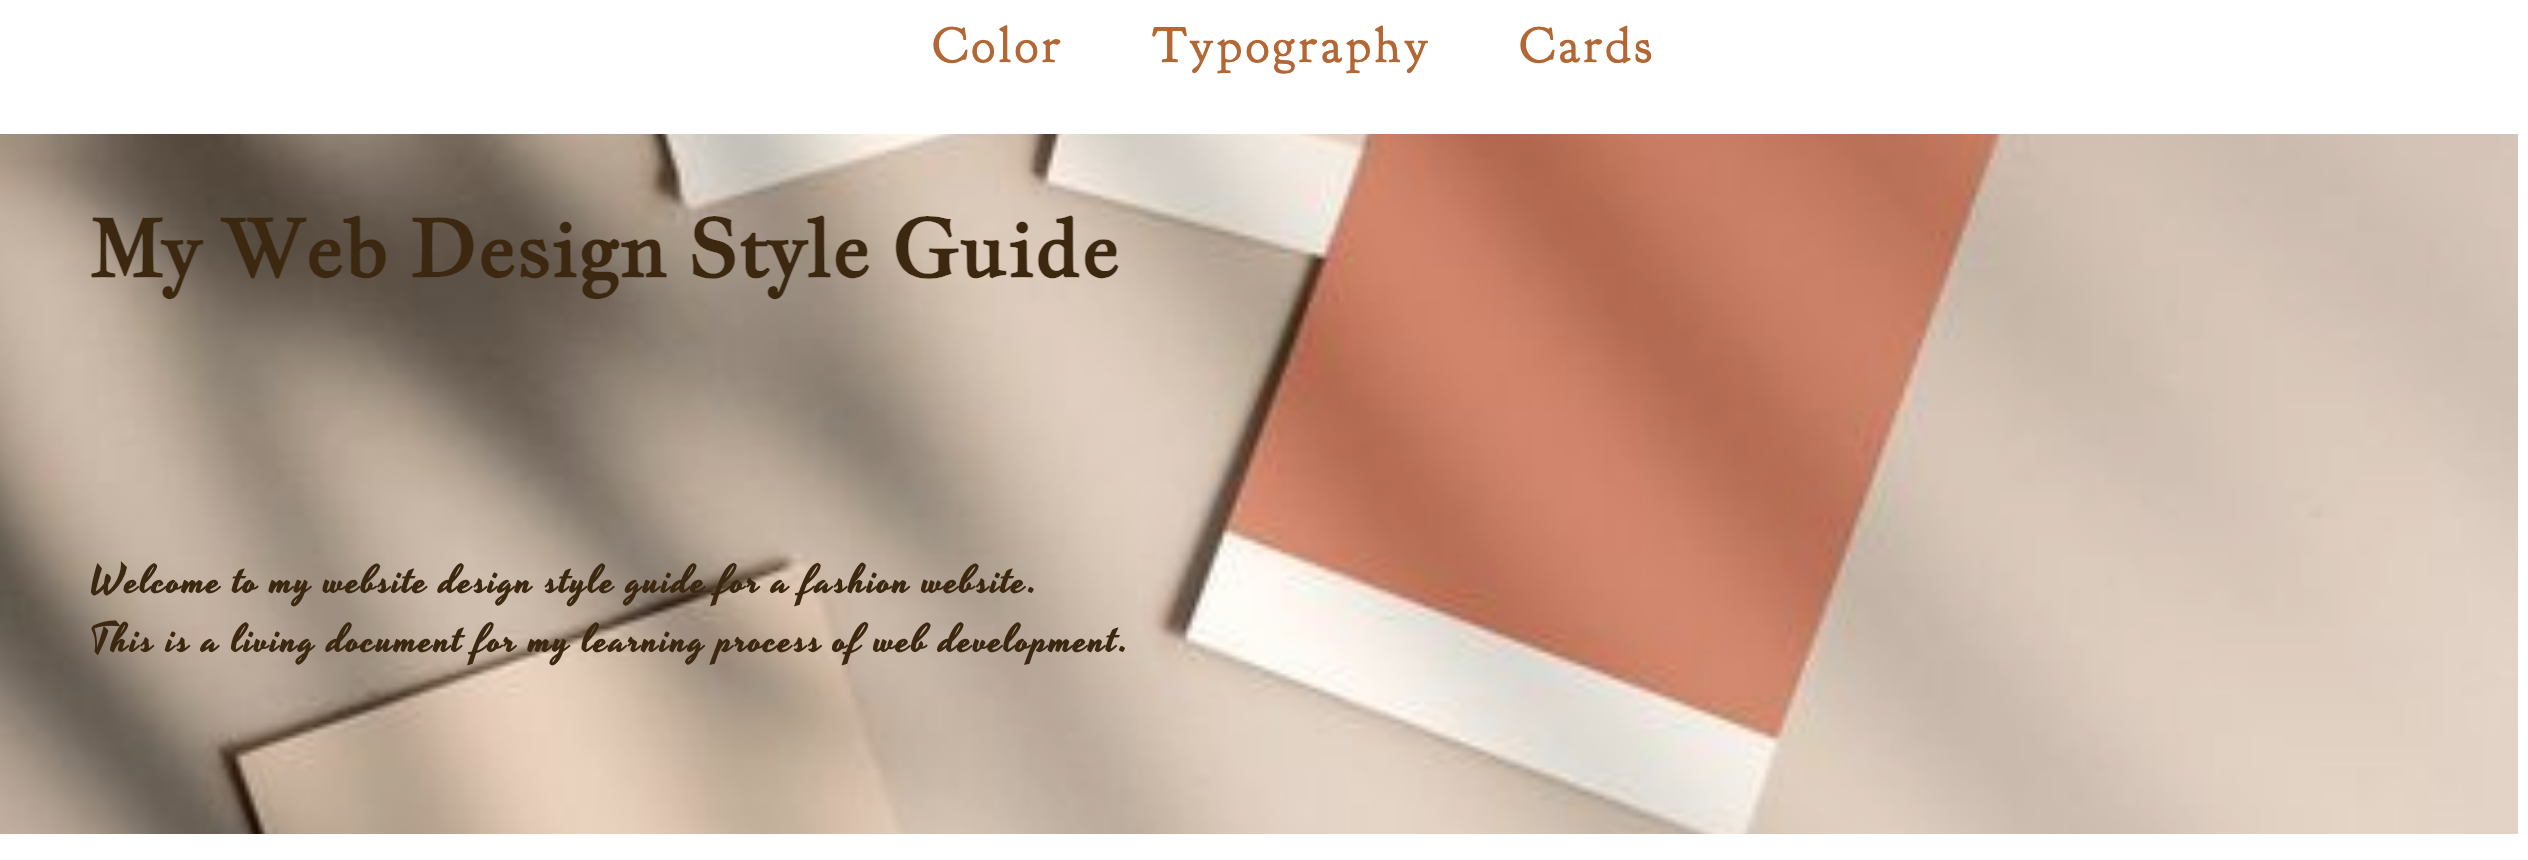 Color Typography Cards
My Web Design Style Guide
Welcome to my website design style guide for a fashion website.
This is a living document for my learning process of web development.